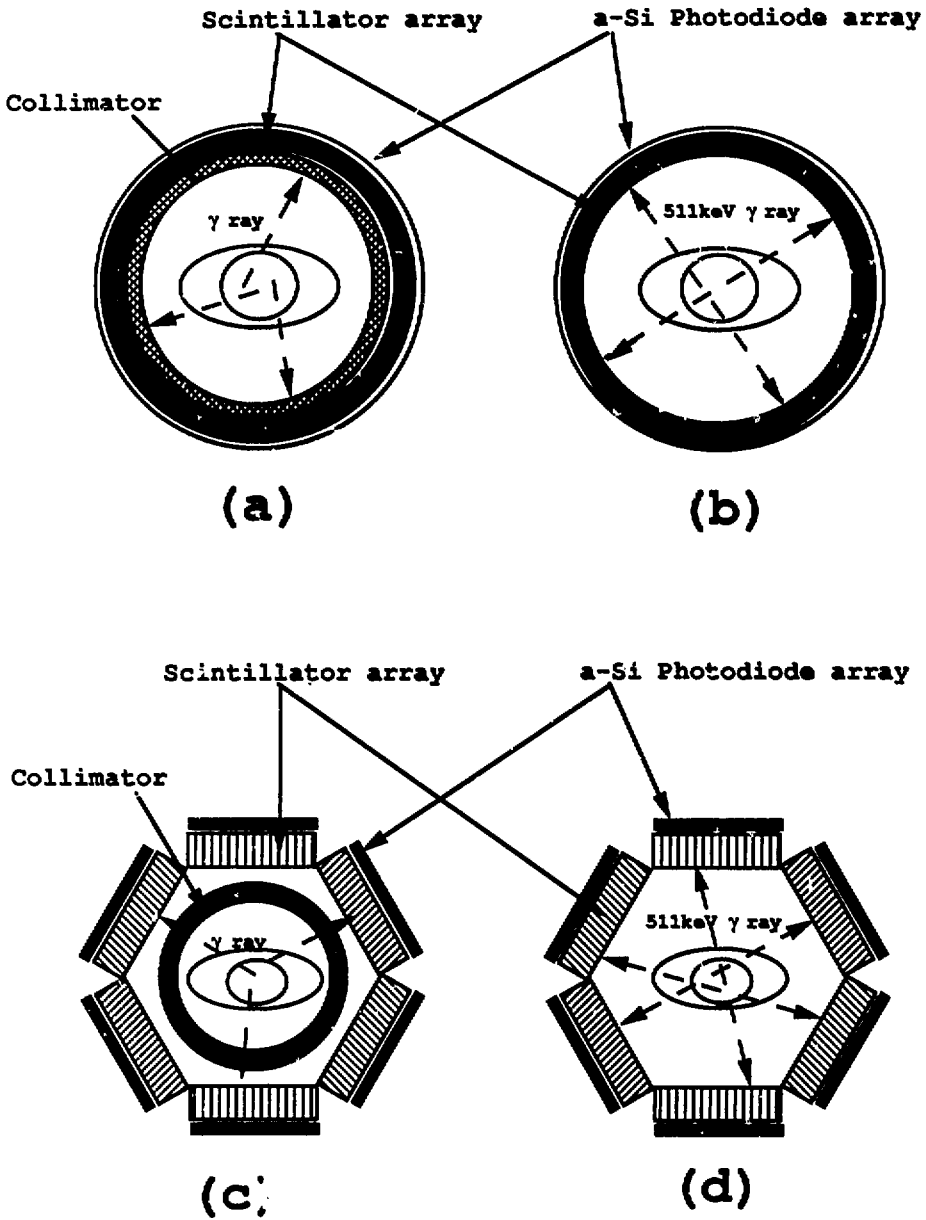 Scintillator array
a-Si Photodiode array
Collimator
γ ray
511keV γ ray
(a)
(b)
Scintillator array
a-Si Photodiode array
Collimator
γ ray
511keV γ ray
(c)
(d)